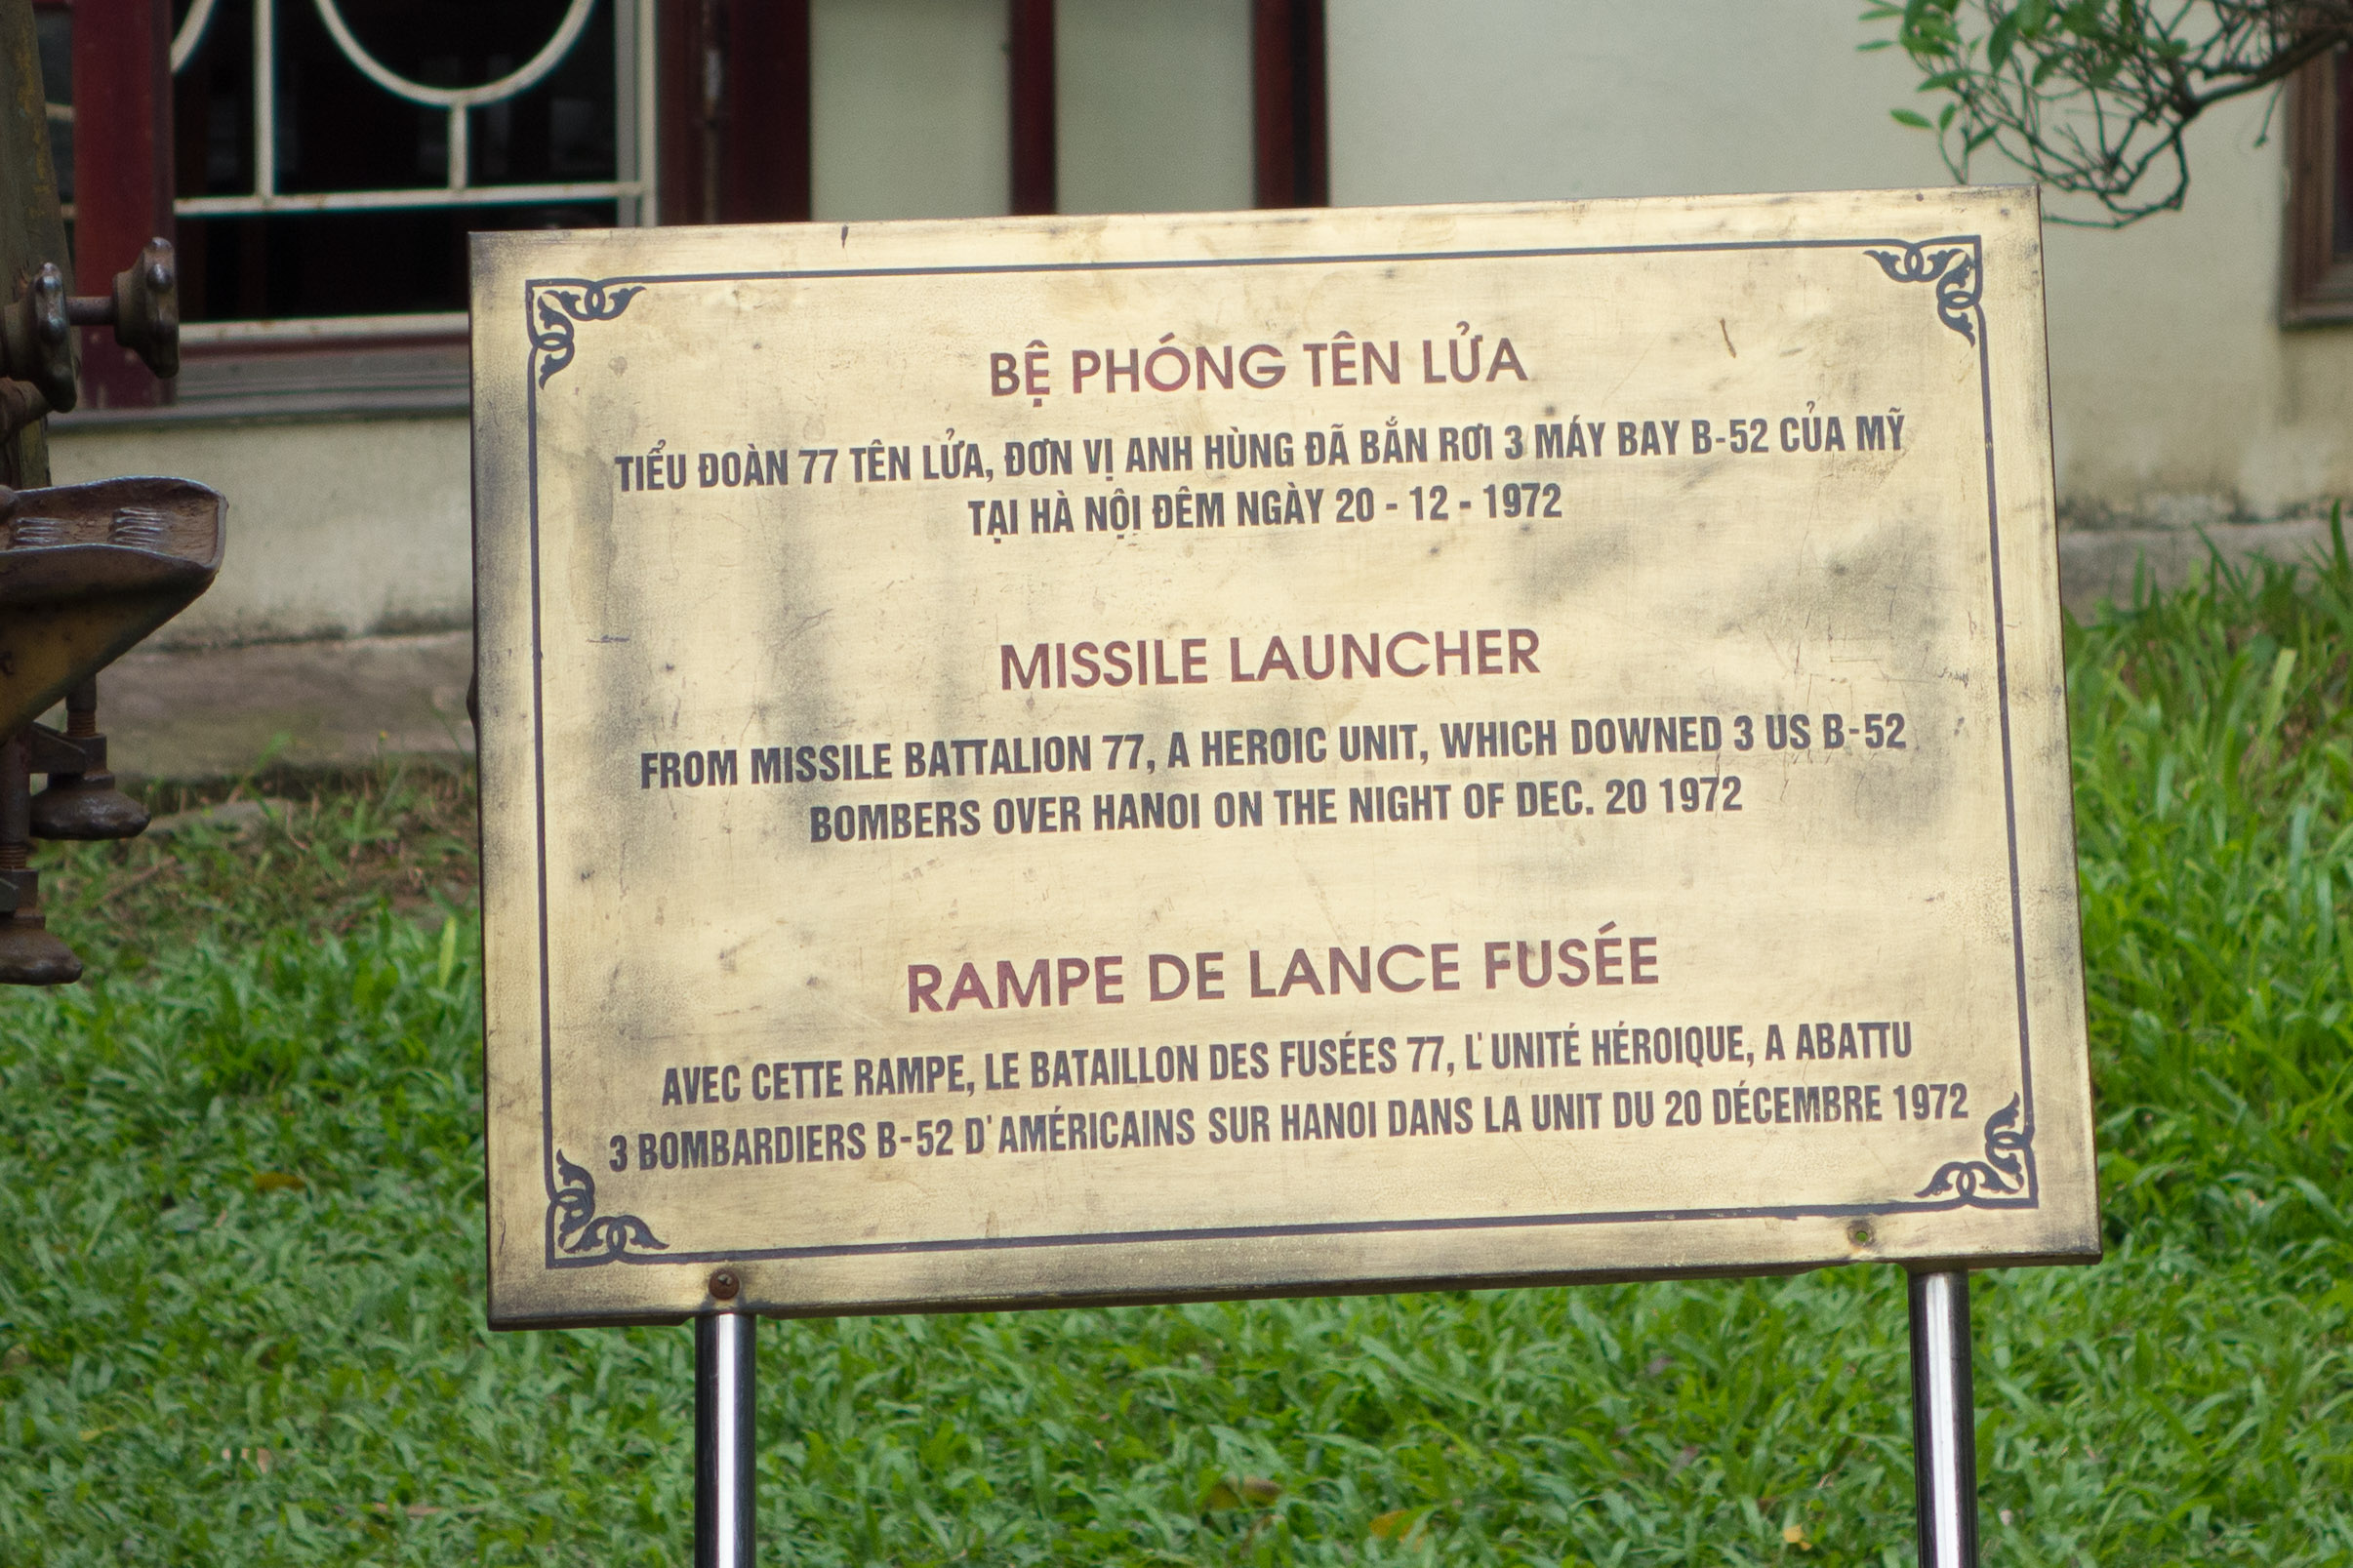 BỆ PHÓNG TÊN LỬA
TIỂU ĐOÀN 77 TÊN LỬA, ĐƠN VỊ ANH HÙNG ĐÃ BẮN RƠI 3 MÁY BAY B-52 CỦA MỸ
TẠI HÀ NỘI ĐÊM NGÀY 20 - 12 - 1972
MISSILE LAUNCHER
FROM MISSILE BATTALION 77, A HEROIC UNIT, WHICH DOWNED 3 US B-52
BOMBERS OVER HANOI ON THE NIGHT OF DEC. 20 1972
RAMPE DE LANCE FUSÉE
AVEC CETTE RAMPE, LE BATAILLON DES FUSÉES 77, L'UNITÉ HÉROIQUE, A ABATTU
3 BOMBARDIERS B-52 D'AMÉRICAINS SUR HANOI DANS LA UNIT DU 20 DÉCEMBRE 1972